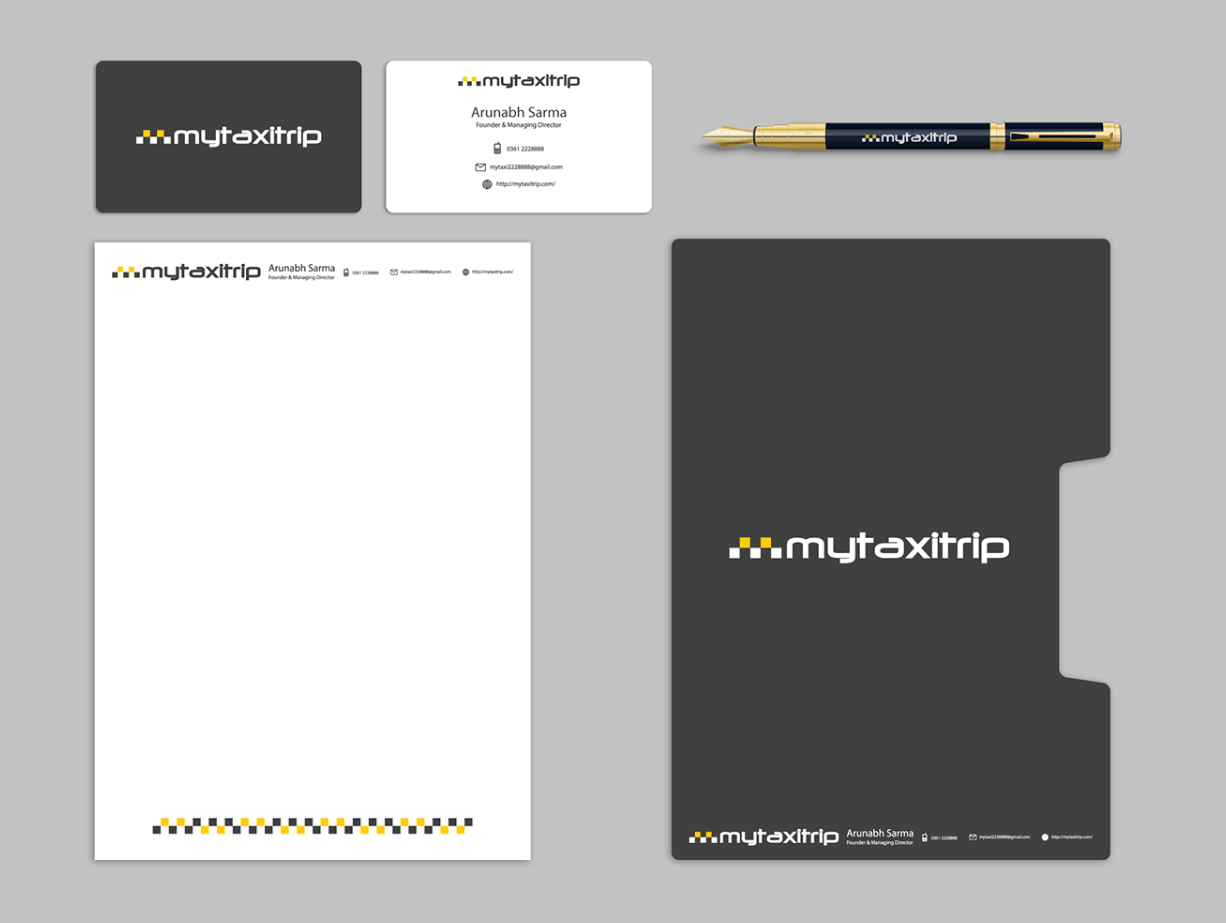 mytaxitrip
mytaxitrip
Arunabh Sarma
Founder & Managing Director
0361 2228888
mytaxi2228888@gmail.com
http://mytaxitrip.com/
mytaxitrip
mytaxitrip
Arunabh Sarma
Founder & Managing Director
0361 2228888
mytaxi2228888@gmail.com
http://mytaxitrip.com/
mytaxitrip
mytaxitrip
Arunabh Sarma
Founder & Managing Director
0361 2228888
mytaxi2228888@gmail.com
http://mytaxitrip.com/